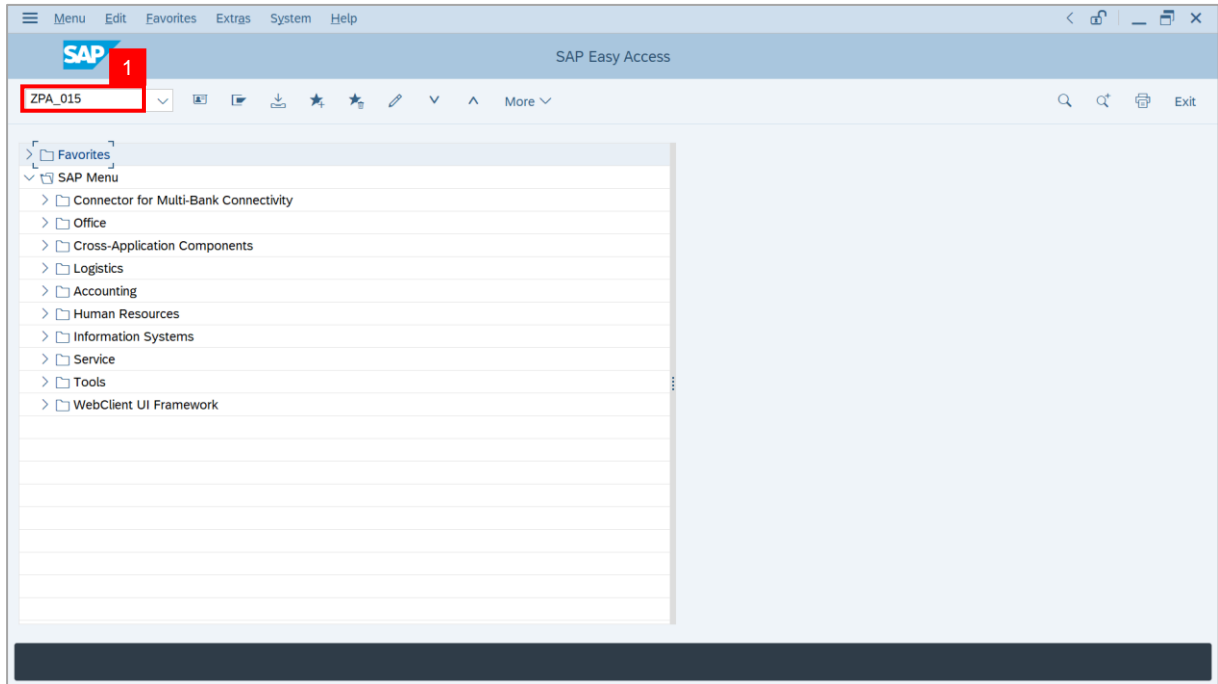 Menu Edit Favorites Extras System Help
SAP
SAP Easy Access
1
ZPA_015
More
Exit
Favorites
SAP Menu
Connector for Multi-Bank Connectivity
Office
Cross-Application Components
Logistics
Accounting
Human Resources
Information Systems
Service
Tools
WebClient UI Framework